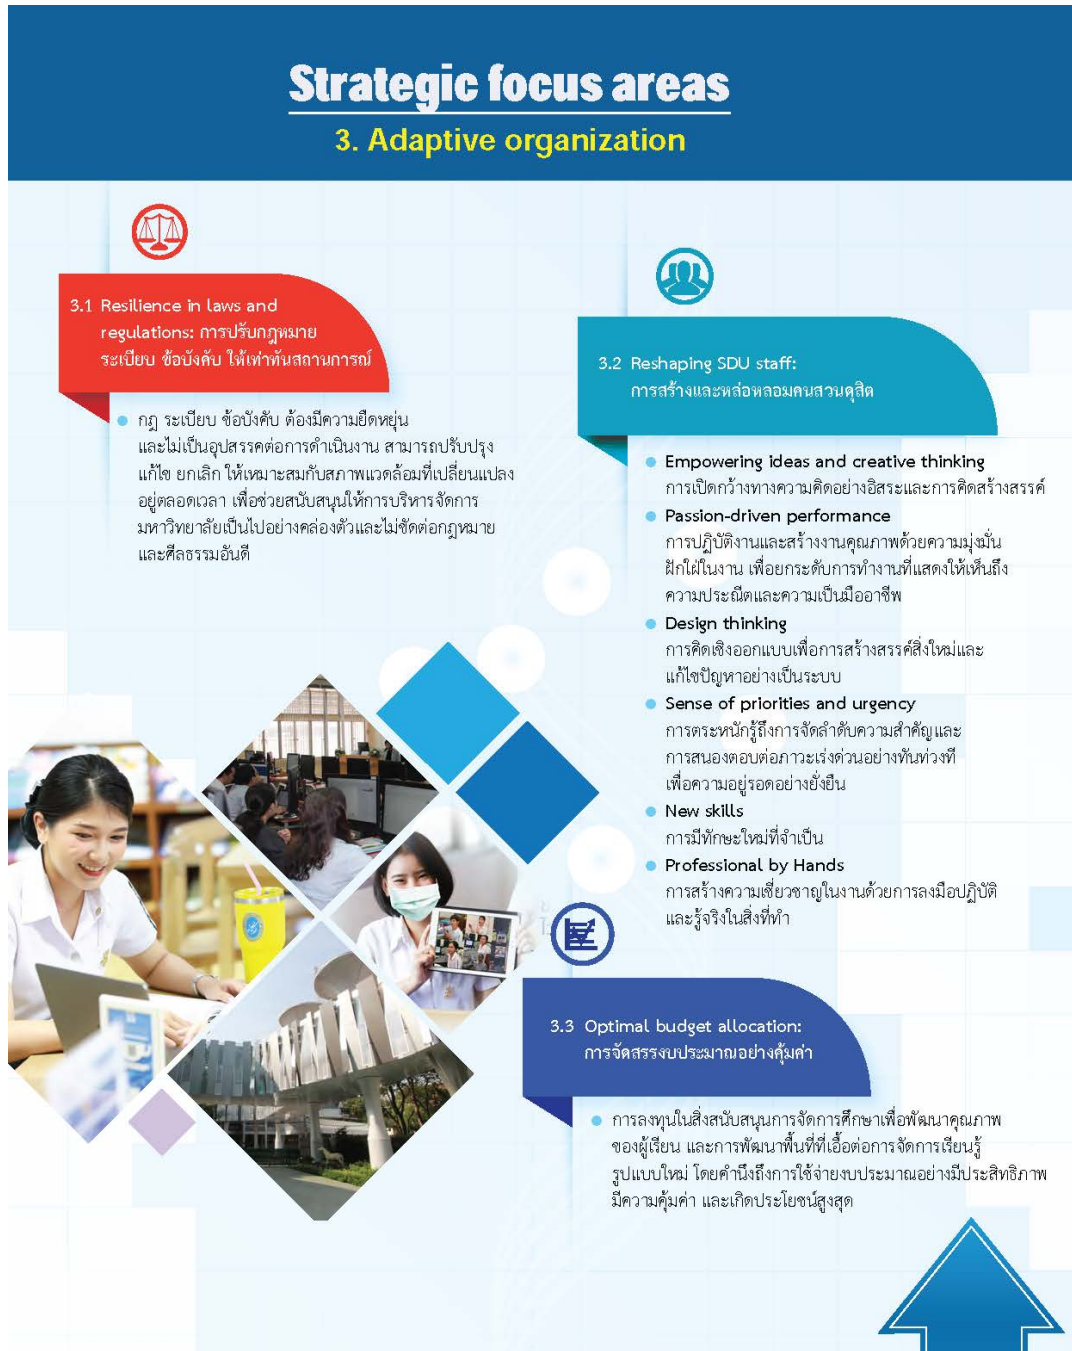 Strategic focus areas
3. Adaptive organization
3.1 Resilience in laws and
regulations: การปรับกฎหมาย
ระเบียบ ข้อบังคับ ให้เท่าทันสถานการณ์
กฎ ระเบียบ ข้อบังคับ ต้องมีความยืดหยุ่น
และไม่เป็นอุปสรรคต่อการดำเนินงาน สามารถปรับปรุง
แก้ไข ยกเลิก ให้เหมาะสมกับสภาพแวดล้อมที่เปลี่ยนแปลง
อยู่ตลอดเวลา เพื่อช่วยสนับสนุนให้การบริหารจัดการ
มหาวิทยาลัยเป็นไปอย่างคล่องตัวและไม่ขัดต่อกฎหมาย
และศีลธรรมอันดี
3.2 Reshaping SDU staff:
การสร้างและหล่อหลอมคนสวนดุสิต
Empowering ideas and creative thinking
การเปิดกว้างทางความคิดอย่างอิสระและการคิดสร้างสรรค์
Passion-driven performance
การปฏิบัติงานและสร้างงานคุณภาพด้วยความมุ่งมั่น
ฝักใฝ่ในงาน เพื่อยกระดับการทำงานที่แสดงให้เห็นถึง
ความประณีตและความเป็นมืออาชีพ
Design thinking
การคิดเชิงออกแบบเพื่อการสร้างสรรค์สิ่งใหม่และ
แก้ไขปัญหาอย่างเป็นระบบ
Sense of priorities and urgency
การตระหนักรู้ถึงการจัดลำดับความสำคัญและ
การสนองตอบต่อภาวะเร่งด่วนอย่างทันท่วงที
เพื่อความอยู่รอดอย่างยั่งยืน
New skills
การมีทักษะใหม่ที่จำเป็น
Professional by Hands
การสร้างความเชี่ยวชาญในงานด้วยการลงมือปฏิบัติ
และรู้จริงในสิ่งที่ทำ
3.3 Optimal budget allocation:
การจัดสรรงบประมาณอย่างคุ้มค่า
การลงทุนในสิ่งสนับสนุนการจัดการศึกษาเพื่อพัฒนาคุณภาพ
ของผู้เรียน และการพัฒนาพื้นที่ที่เอื้อต่อการจัดการเรียนรู้
รูปแบบใหม่ โดยคำนึงถึงการใช้จ่ายงบประมาณอย่างมีประสิทธิภาพ
มีความคุ้มค่า และเกิดประโยชน์สูงสุด